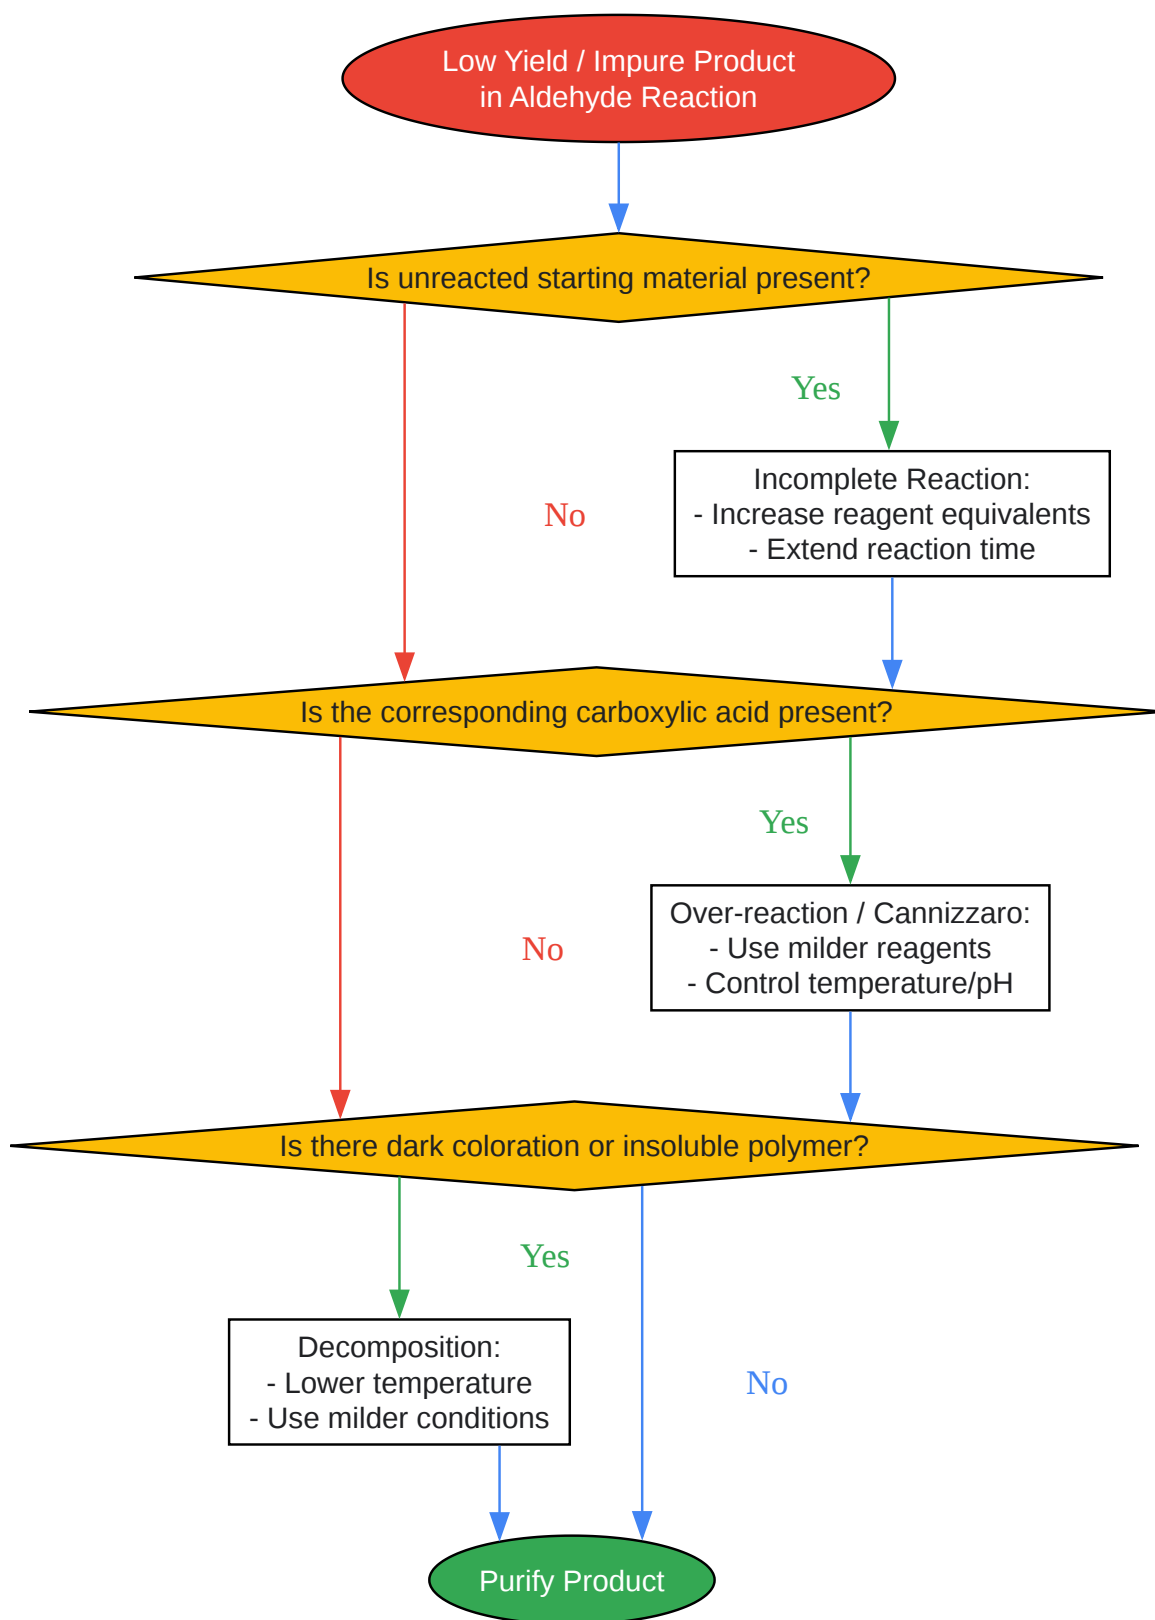 Low Yield / Impure Product
in Aldehyde Reaction
Is unreacted starting material present?
Yes
Incomplete Reaction:
- Increase reagent equivalents
- Extend reaction time
No
Is the corresponding carboxylic acid present?
Yes
Over-reaction / Cannizzaro:
- Use milder reagents
- Control temperature/pH
No
Is there dark coloration or insoluble polymer?
Yes
Decomposition:
- Lower temperature
- Use milder conditions
No
Purify Product